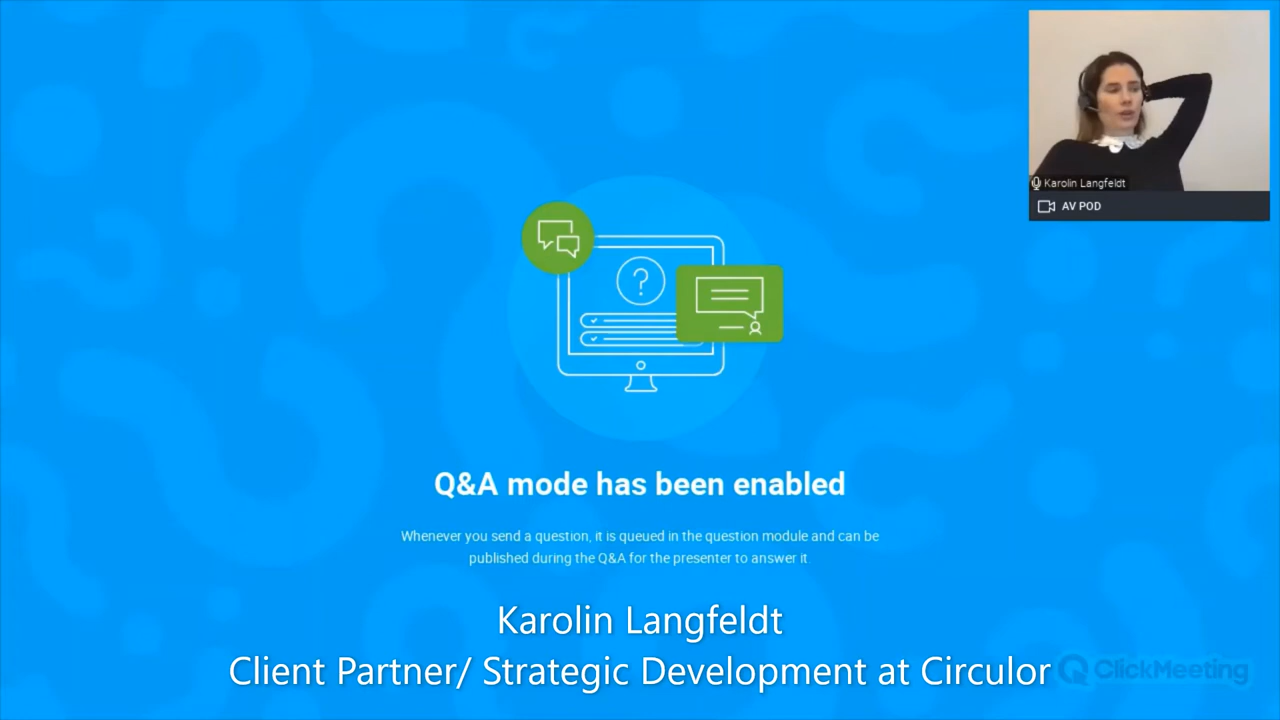 Karolin Langfeldt
AV POD
?
Q&A mode has been enabled
Whenever you send a question, it is queued in the question module and can be
published during the Q&A for the presenter to answer it.
Karolin Langfeldt
Client Partner/ Strategic Development at Circulor
ClickMeeting